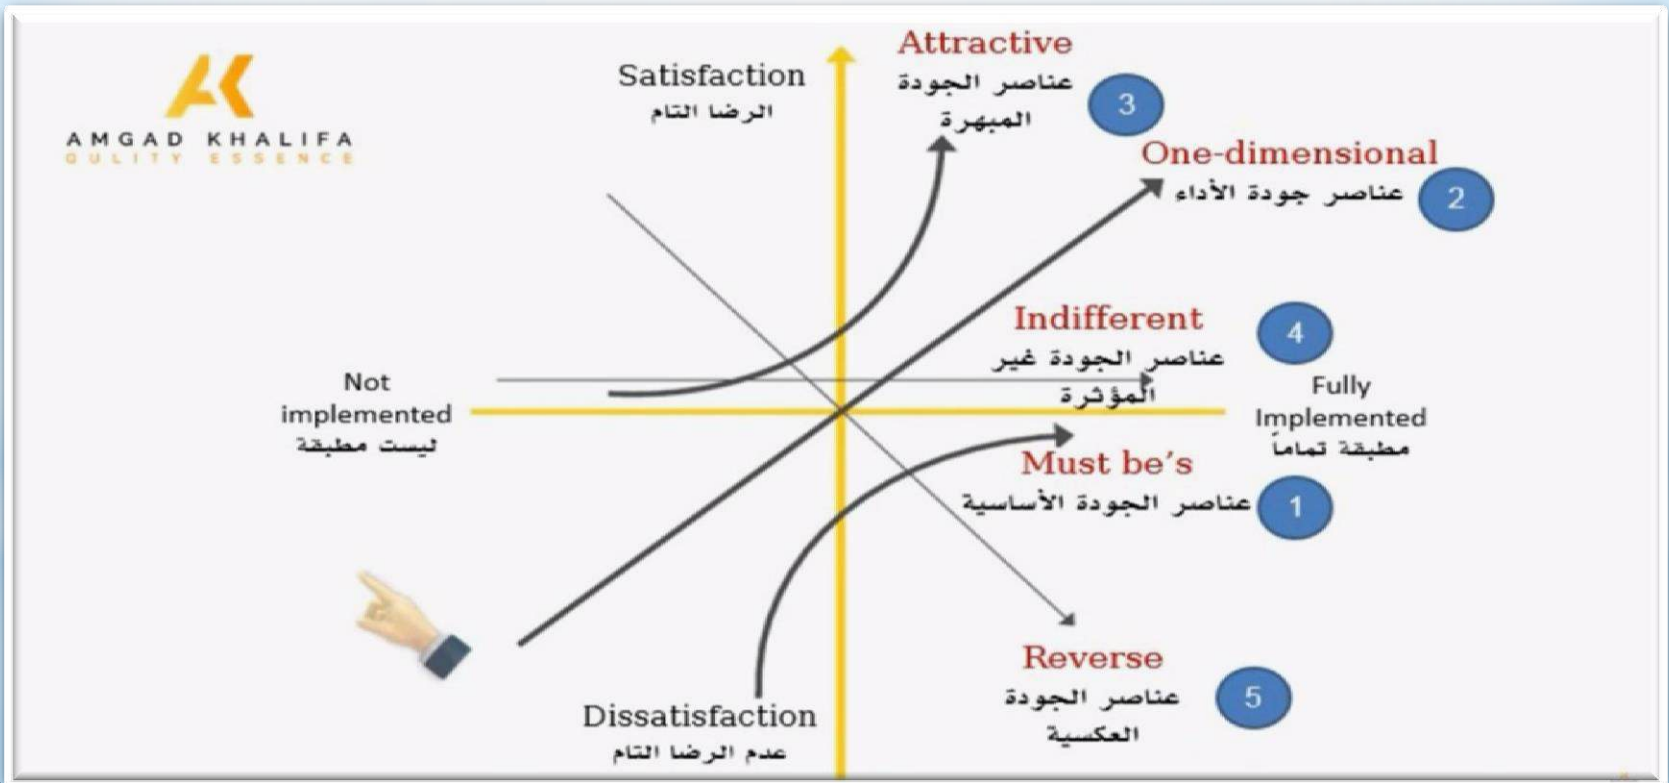 AMGAD KHALIFA
QULITY ESSENCE
Satisfaction
الرضا التام
Attractive
عناصر الجودة
المبهرة
3
One-dimensional
عناصر جودة الأداء
2
Indifferent
عناصر الجودة غير
المؤثرة
4
Not
implemented
ليست مطبقة
Fully
Implemented
مطبقة تماماً
Must be's
عناصر الجودة الأساسية
1
Reverse
عناصر الجودة
العكسية
5
Dissatisfaction
عدم الرضا التام